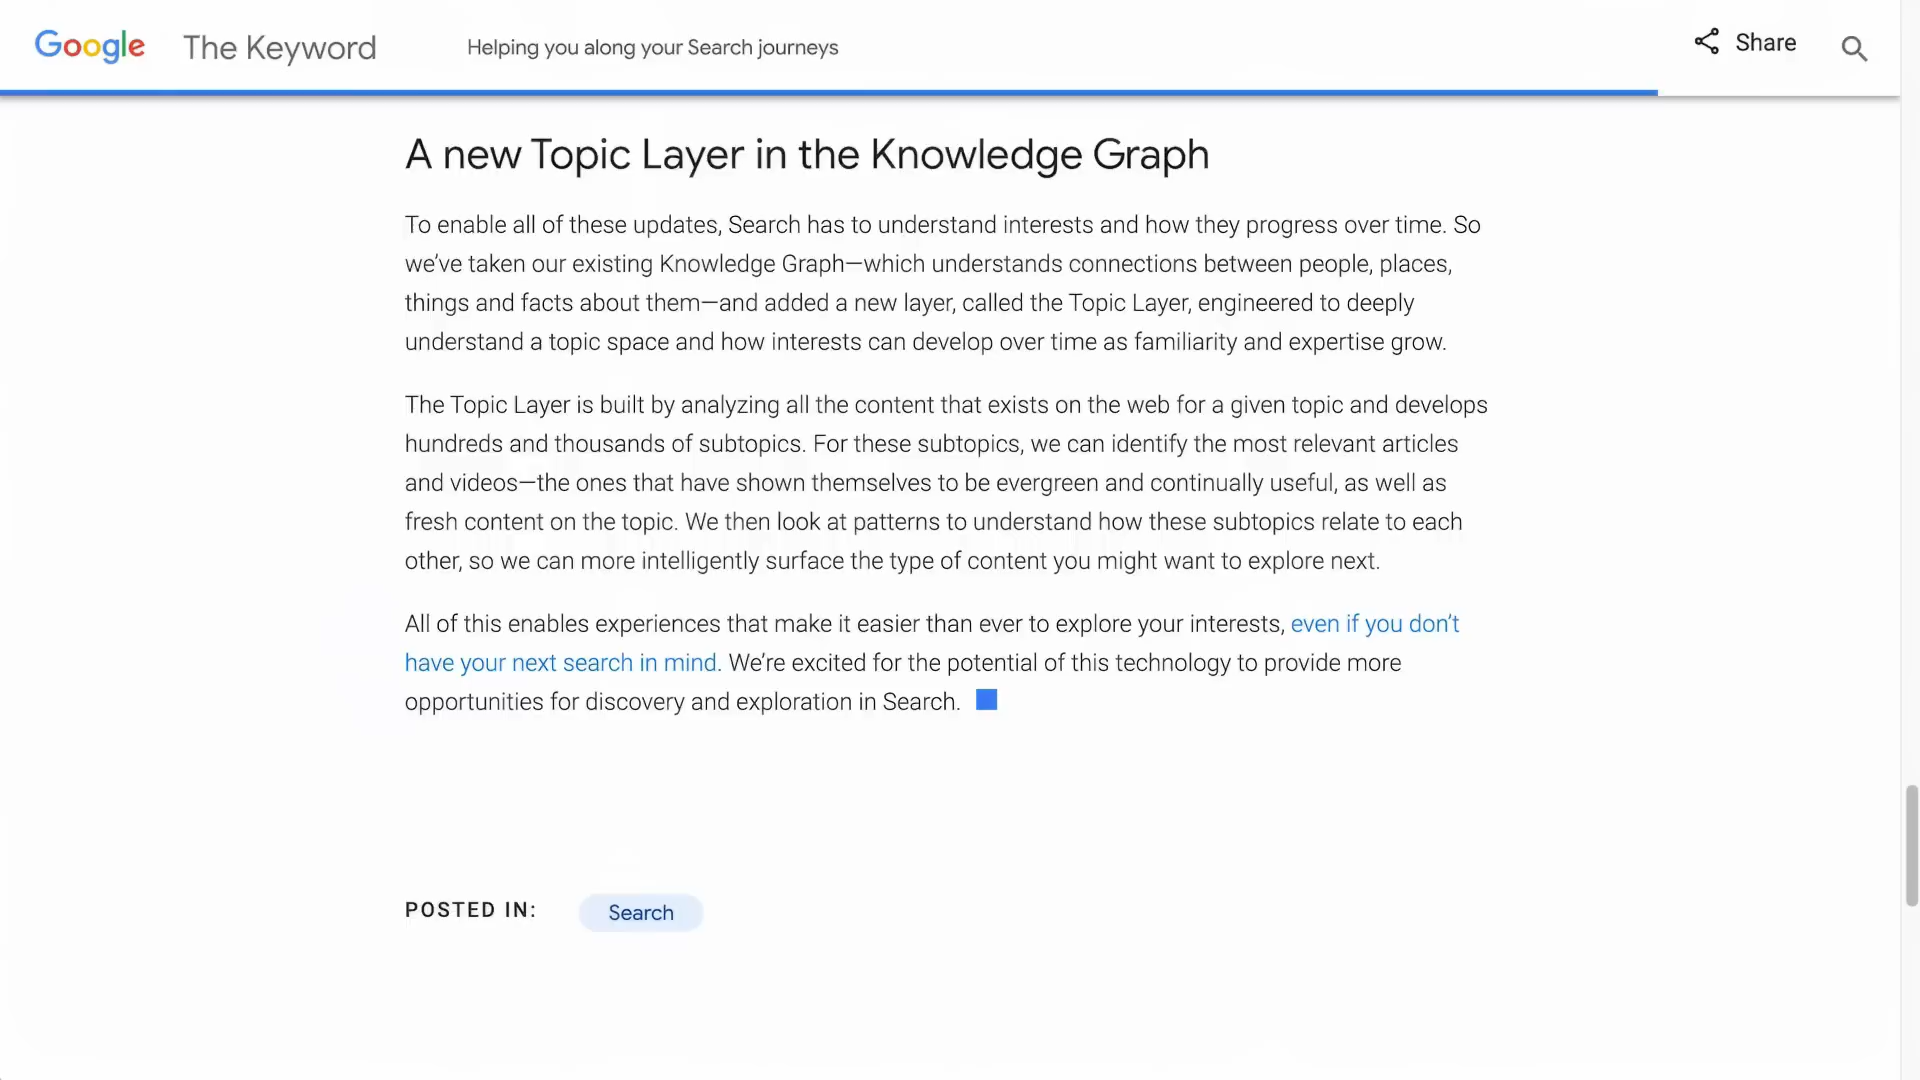 Google The Keyword Helping you along your Search journeys Share
A new Topic Layer in the Knowledge Graph
To enable all of these updates, Search has to understand interests and how they progress over time. So
we’ve taken our existing Knowledge Graph—which understands connections between people, places,
things and facts about them—and added a new layer, called the Topic Layer, engineered to deeply
understand a topic space and how interests can develop over time as familiarity and expertise grow.
The Topic Layer is built by analyzing all the content that exists on the web for a given topic and develops
hundreds and thousands of subtopics. For these subtopics, we can identify the most relevant articles
and videos—the ones that have shown themselves to be evergreen and continually useful, as well as
fresh content on the topic. We then look at patterns to understand how these subtopics relate to each
other, so we can more intelligently surface the type of content you might want to explore next.
All of this enables experiences that make it easier than ever to explore your interests, even if you don’t
have your next search in mind. We’re excited for the potential of this technology to provide more
opportunities for discovery and exploration in Search.
POSTED IN: Search